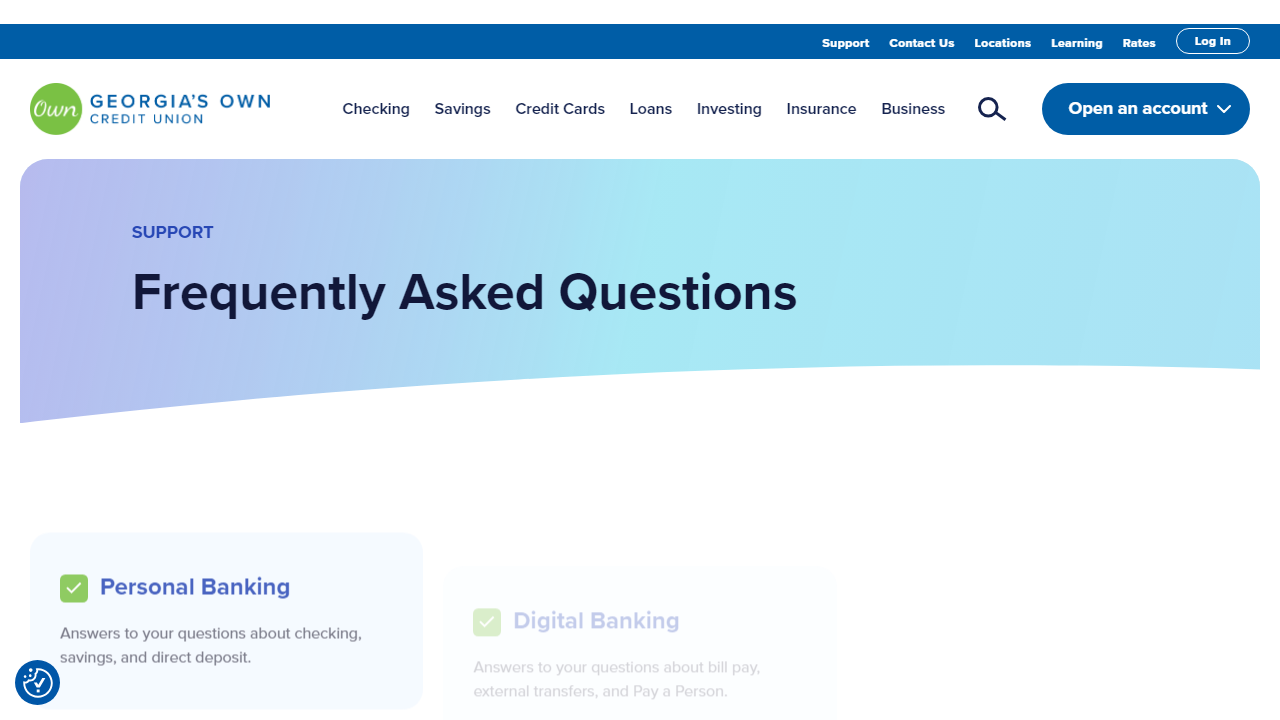 Support Contact Us Locations Learning Rates Log In
Own GEORGIA'S OWN
CREDIT UNION
Checking Savings Credit Cards Loans Investing Insurance Business Open an account
SUPPORT
Frequently Asked Questions
Personal Banking
Answers to your questions about checking,
savings, and direct deposit.
Digital Banking
Answers to your questions about bill pay,
external transfers, and Pay a Person.